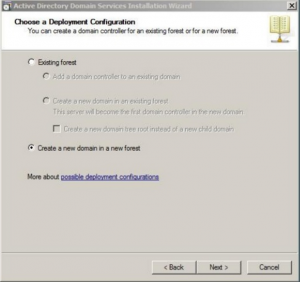 Active Directory Domain Services Installation Wizard
Choose a Deployment Configuration
You can create a domain controller for an existing forest or for a new forest.
Existing forest
Add a domain controller to an existing domain
Create a new domain in an existing forest
This server will become the first domain controller in the new domain.
Create a new domain tree root instead of a new child domain
Create a new domain in a new forest
More about possible deployment configurations
< Back
Next >
Cancel